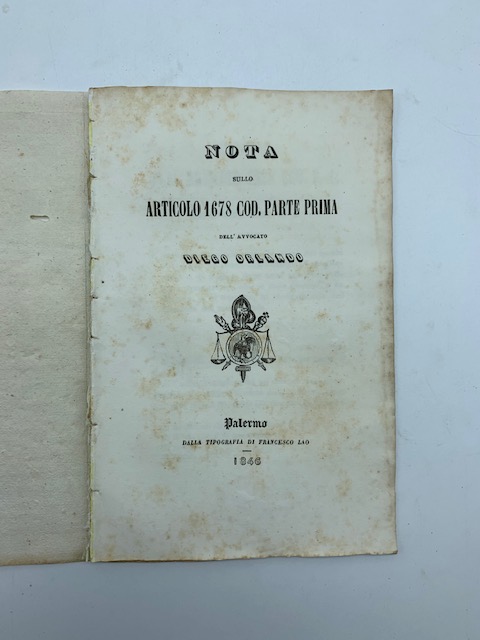 NOTA
SULLO
ARTICOLO 1678 COD. PARTE PRIMA
DELL' AVVOCATO
DIEGO ORLANDO
Palermo
DALLA TIPOGRAFIA DI FRANCESCO LAO
1846